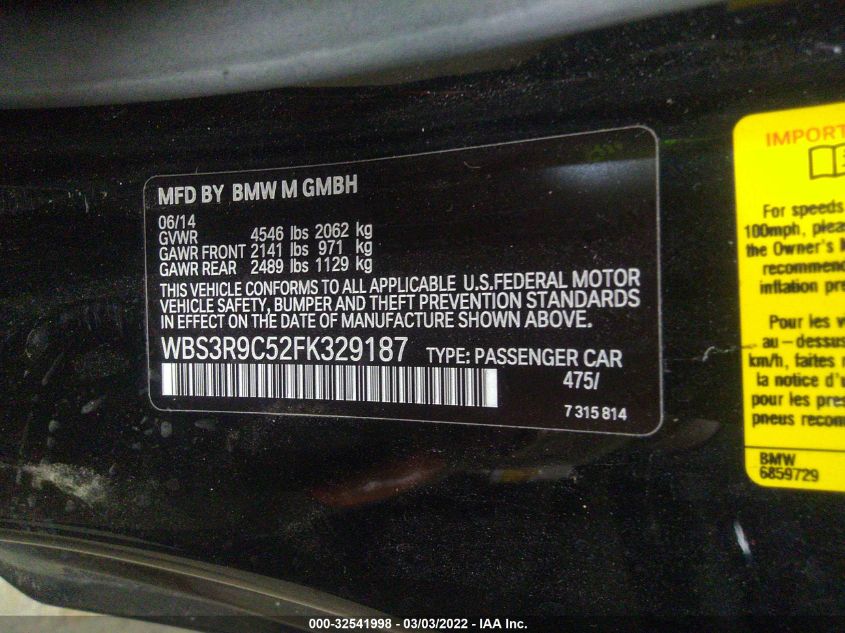 MFD BY BMW M GMBH
06/14
GVWR 4546 lbs 2062 kg
GAWR FRONT 2141 lbs 971 kg
GAWR REAR 2489 lbs 1129 kg
THIS VEHICLE CONFORMS TO ALL APPLICABLE U.S.FEDERAL MOTOR
VEHICLE SAFETY, BUMPER AND THEFT PREVENTION STANDARDS
IN EFFECT ON THE DATE OF MANUFACTURE SHOWN ABOVE.
WBS3R9C52FK329187 TYPE: PASSENGER CAR
475/
7 315 814
IMPORT
For speeds
100mph, plea
the Owner's
recommen
inflation pre
Pour les v
au-dessus
km/h, faites
la notice d'u
pour les pres
pneus recom
BMW
6859729
000-32541998 - 03/03/2022 - IAA Inc.